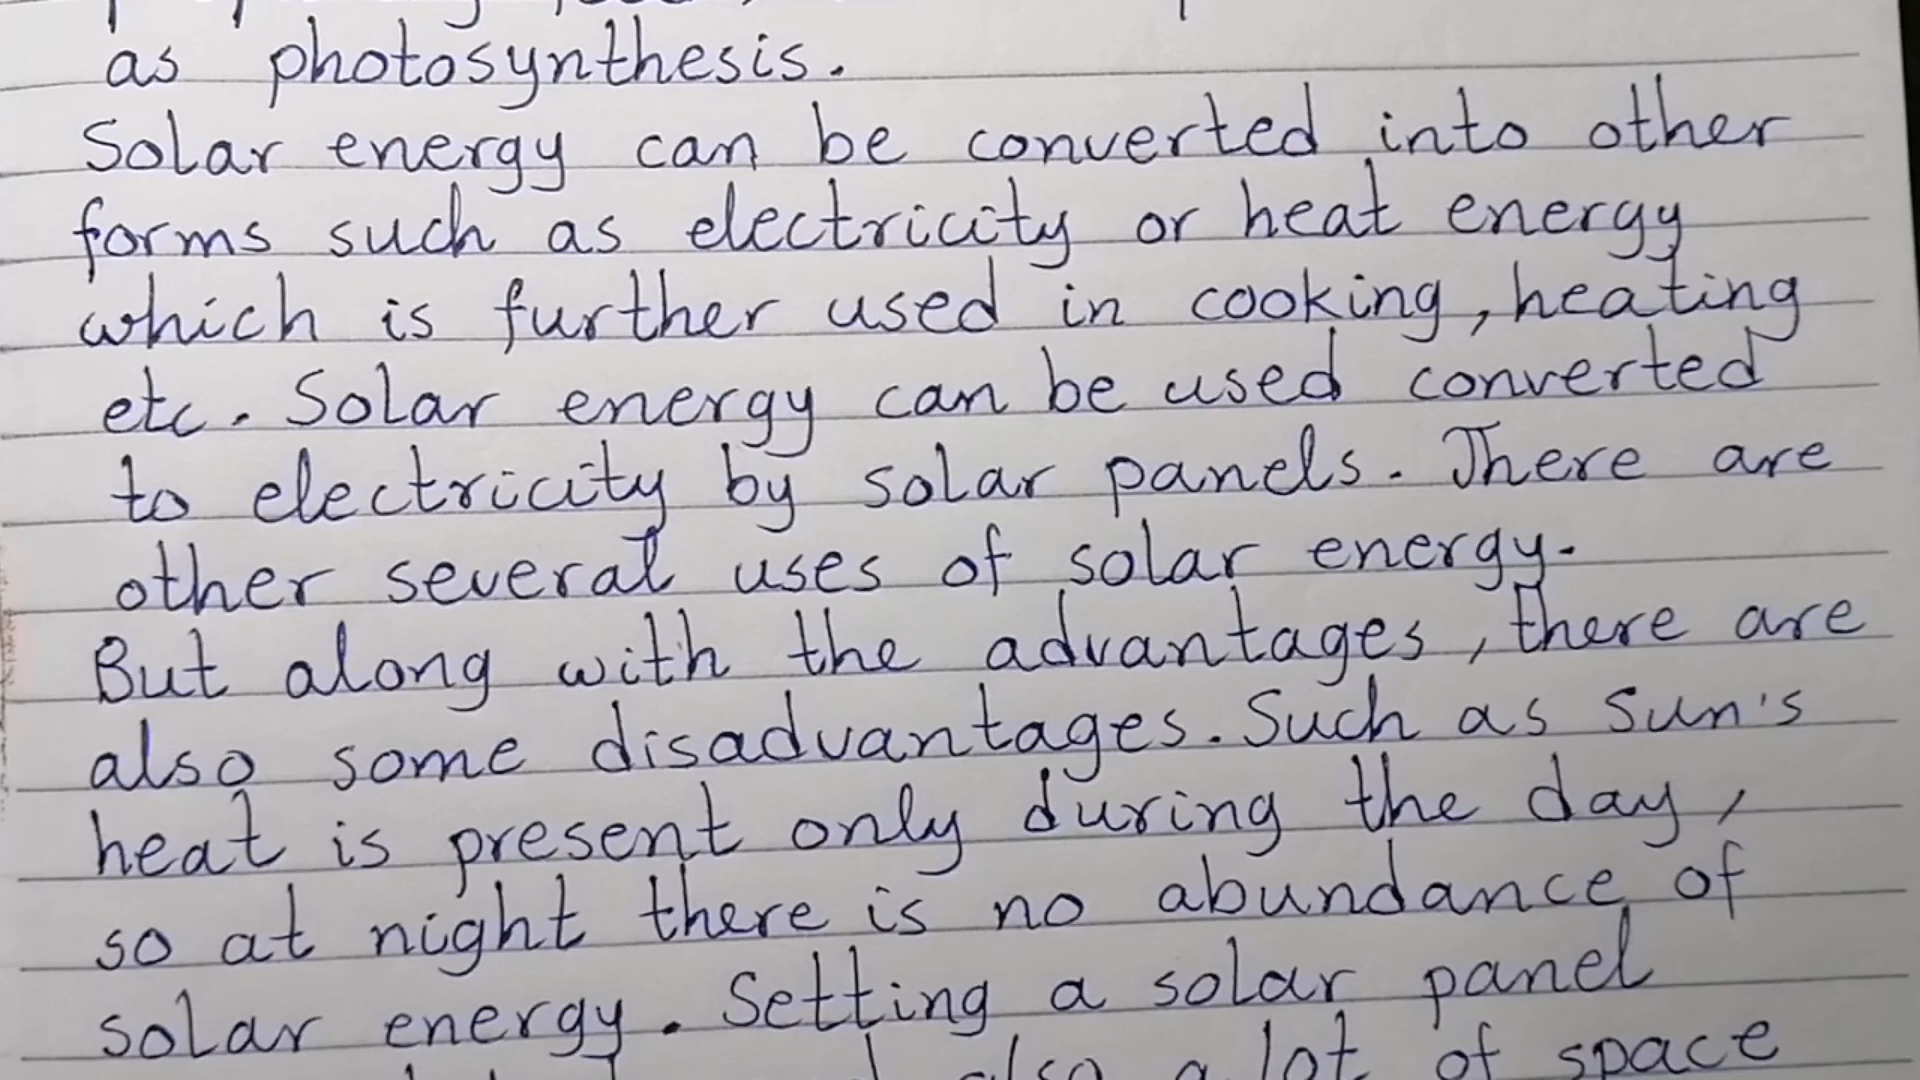 as photosynthesis.
Solar energy can be converted into other
forms such as electricity or heat energy
which is further used in cooking, heating
etc. Solar energy can be used converted
to electricity by solar panels. There are
other several uses of solar energy.
But along with the advantages, there are
also some disadvantages. Such as sun's
heat is present only during the day,
so at night there is no abundance of
solar energy. Setting a solar panel
also a lot of space